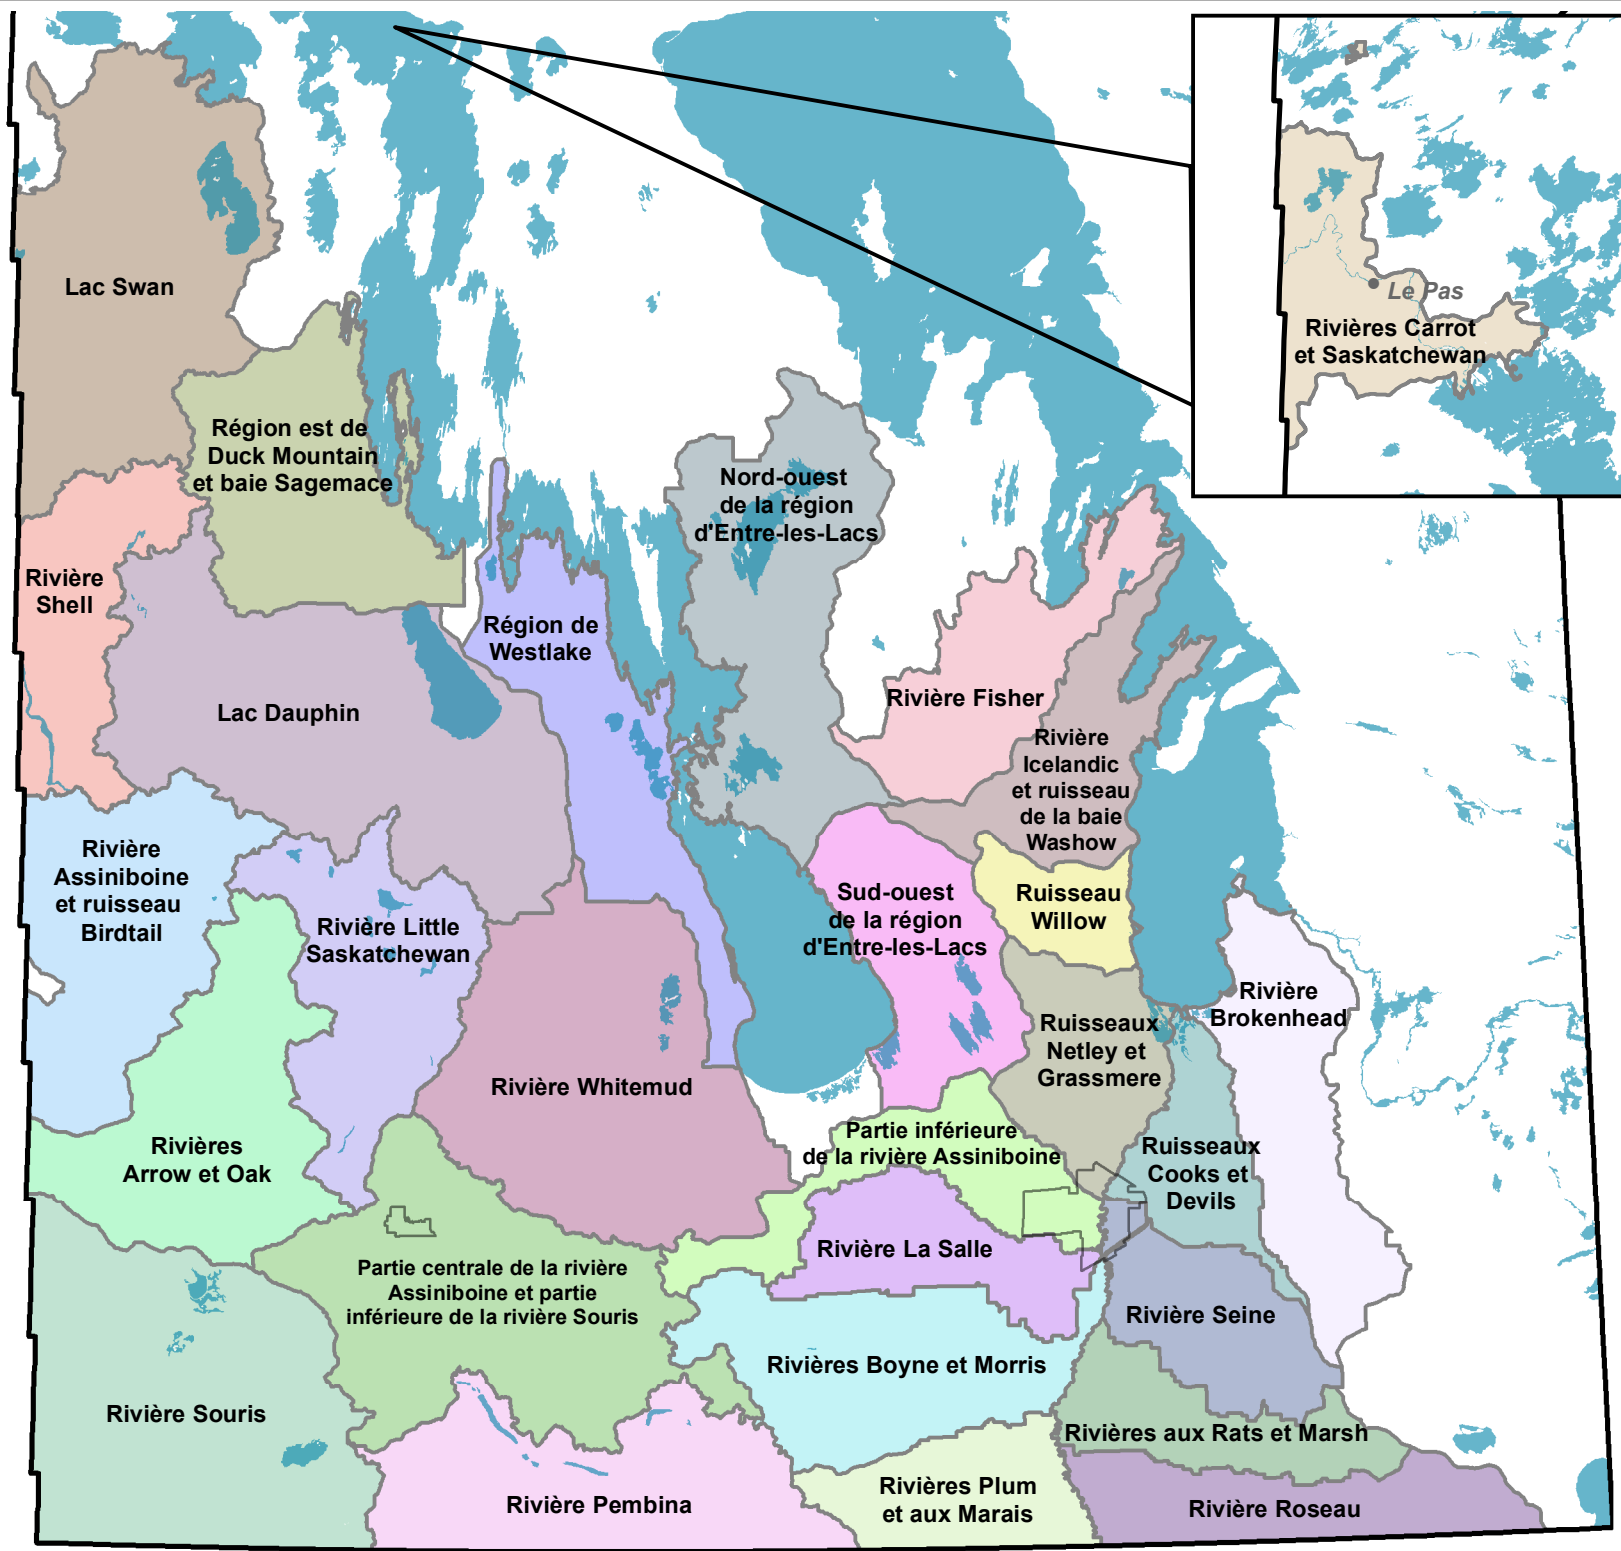 Le Pas
Rivières Carrot
et Saskatchewan
Lac Swan
Région est de
Duck Mountain
et baie Sagemace
Nord-ouest
de la région
d'Entre-les-Lacs
Rivière
Shell
Région de
Westlake
Rivière Fisher
Lac Dauphin
Rivière
Icelandic
et ruisseau
de la baie
Washow
Rivière
Assiniboine
et ruisseau
Birdtail
Rivière Little
Saskatchewan
Sud-ouest
de la région
d'Entre-les-Lacs
Ruisseau
Willow
Rivière
Brokenhead
Ruisseaux
Netley et
Grassmere
Rivière Whitemud
Rivières
Arrow et Oak
Partie inférieure
de la rivière Assiniboine
Ruisseaux
Cooks et
Devils
Rivière La Salle
Partie centrale de la rivière
Assiniboine et partie
inférieure de la rivière Souris
Rivière Seine
Rivières Boyne et Morris
Rivière Souris
Rivières aux Rats et Marsh
Rivière Pembina
Rivières Plum
et aux Marais
Rivière Roseau